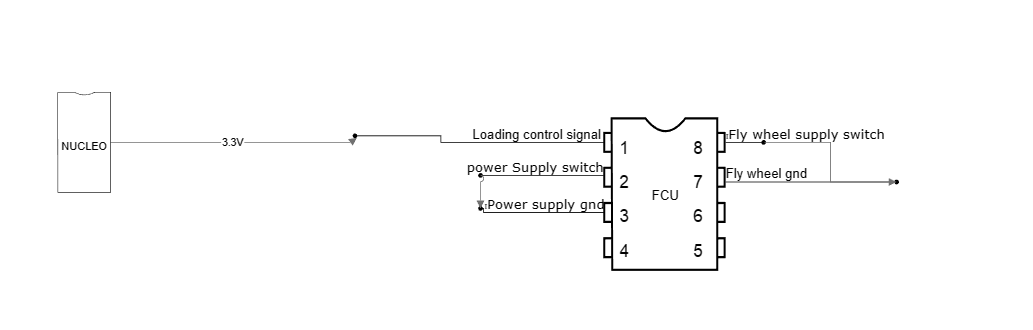 NUCLEO
3.3V
Loading control signal
power Supply switch
Power supply gnd
1
2
3
4
FCU
8
7
6
5
Fly wheel supply switch
Fly wheel gnd